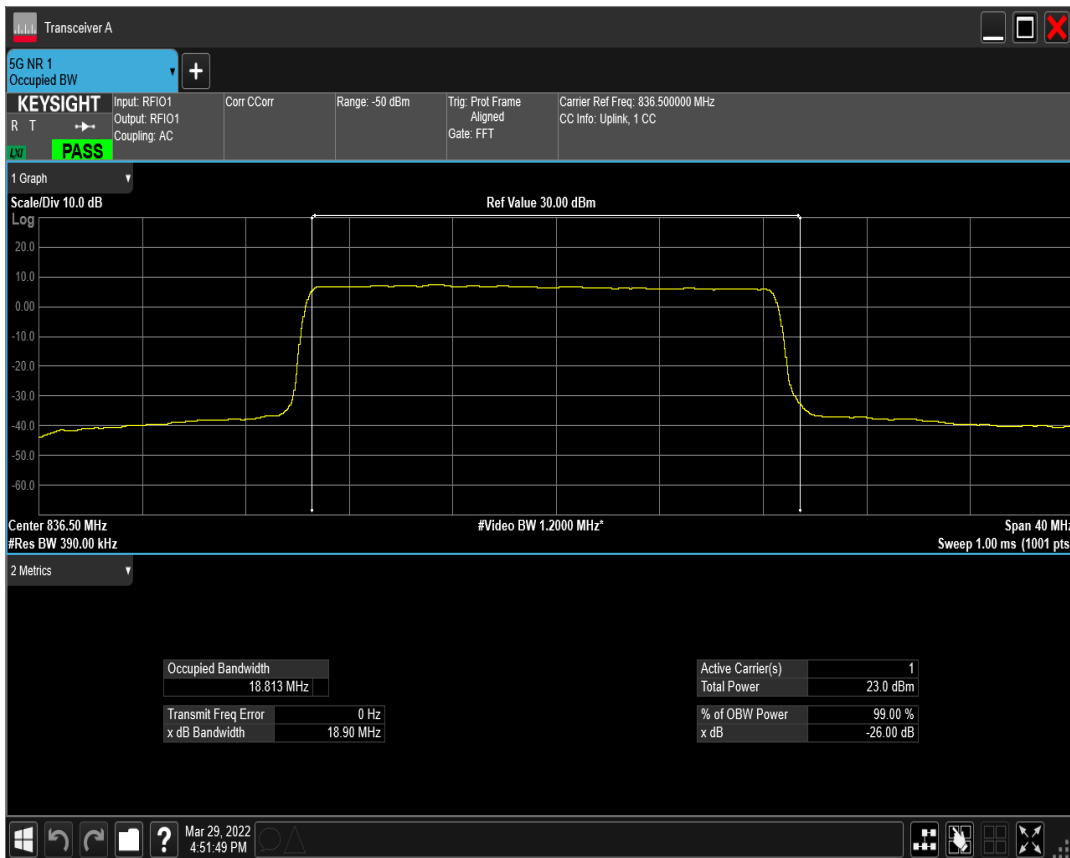 Transceiver A
5G NR 1
Occupied BW
+
KEYSIGHT
R T
LXI
PASS
Input: RFIO1
Output: RFIO1
Coupling: AC
Corr CCorr
Range: -50 dBm
Trig: Prot Frame
Aligned
Gate: FFT
Carrier Ref Freq: 836.500000 MHz
CC Info: Uplink, 1 CC
1 Graph
Scale/Div 10.0 dB
Ref Value 30.00 dBm
Log
20.0
10.0
0.00
-10.0
-20.0
-30.0
-40.0
-50.0
-60.0
Center 836.50 MHz
#Video BW 1.2000 MHz*
Span 40 MHz
#Res BW 390.00 kHz
Sweep 1.00 ms (1001 pts
2 Metrics
Occupied Bandwidth
18.813 MHz
Transmit Freq Error 0 Hz
x dB Bandwidth 18.90 MHz
Active Carrier(s) 1
Total Power 23.0 dBm
% of OBW Power 99.00 %
x dB -26.00 dB
?
Mar 29, 2022
4:51:49 PM